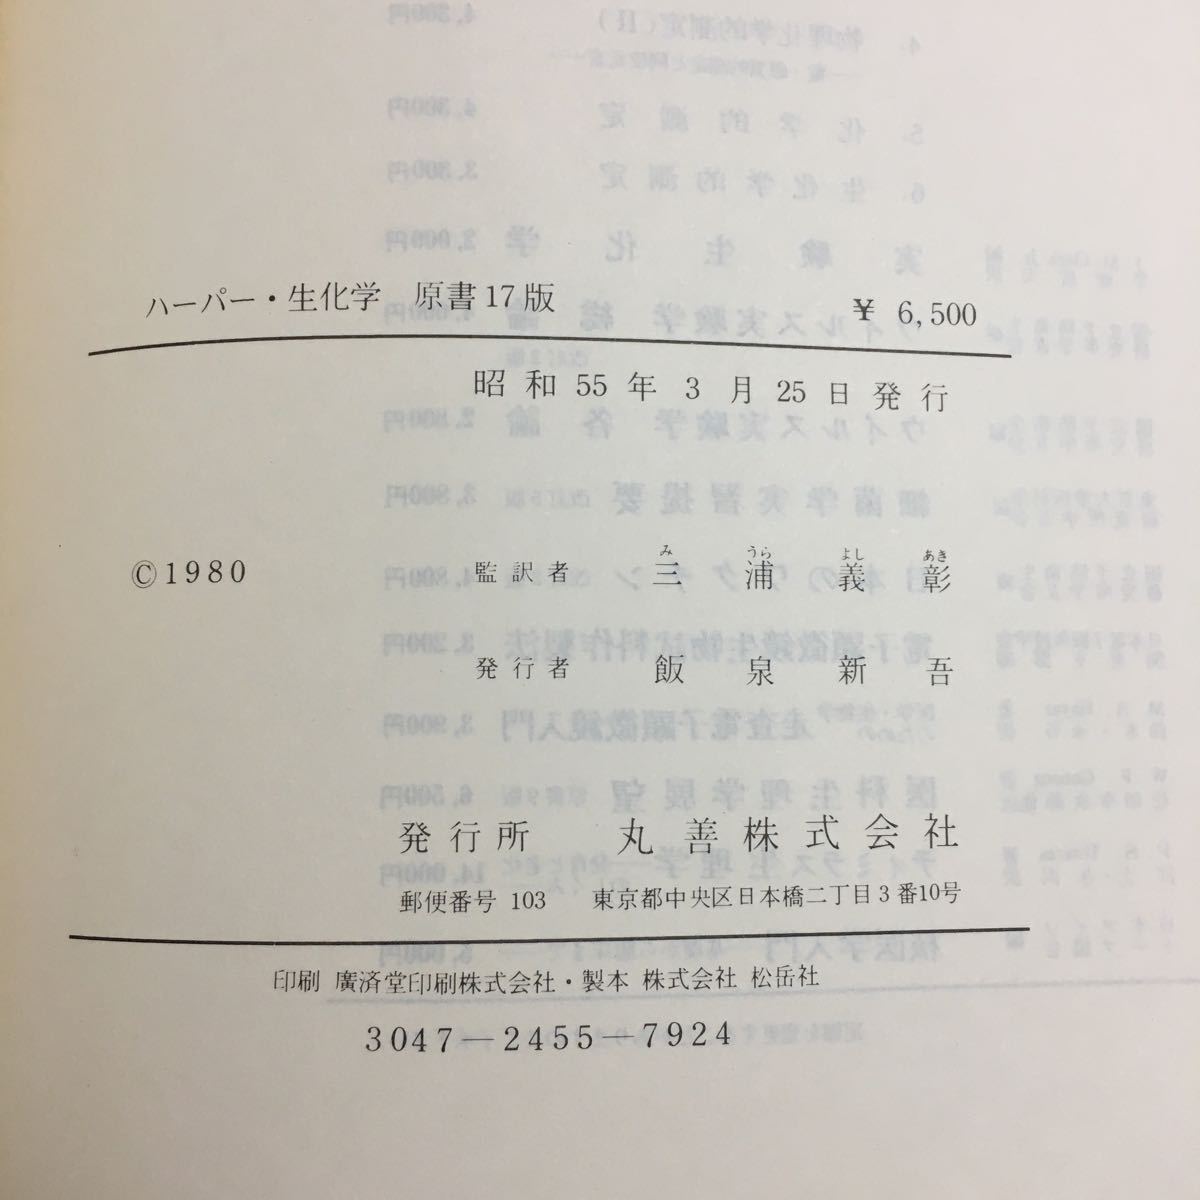 ハーパー・生化学 原書17版 ¥ 6,500
昭和55年3月25日発行
©1980 監訳者 三浦義彰
み うら よし あき
発行者 飯泉新吾
発行所 丸善株式会社
郵便番号 103 東京都中央区日本橋二丁目3番10号
印刷 廣済堂印刷株式会社・製本 株式会社 松岳社
3047―2455―7924